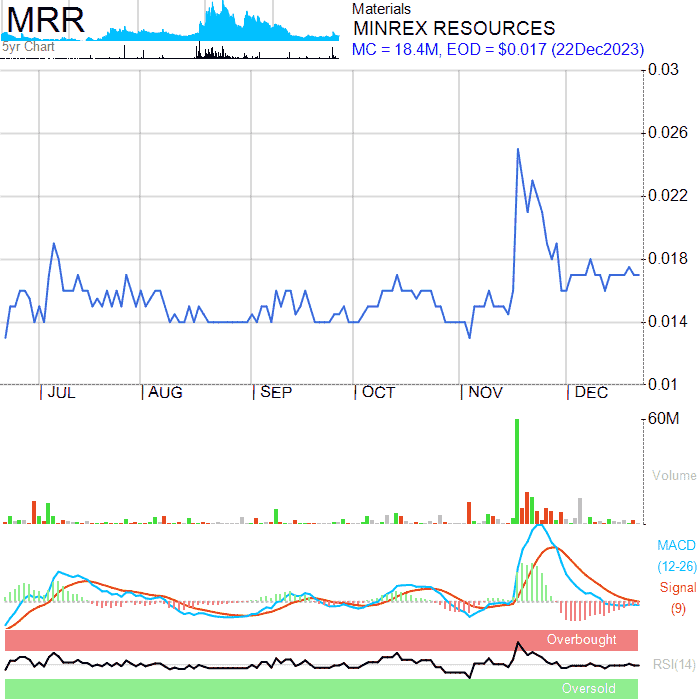 MRR
5yr Chart
Materials
MINREX RESOURCES
MC = 18.4M, EOD = $0.017 (22Dec2023)
0.03
0.026
0.022
0.018
0.014
0.01
JUL AUG SEP OCT NOV DEC
60M
Volume
MACD
(12-26)
Signal
(9)
Overbought
RSI(14)
Oversold